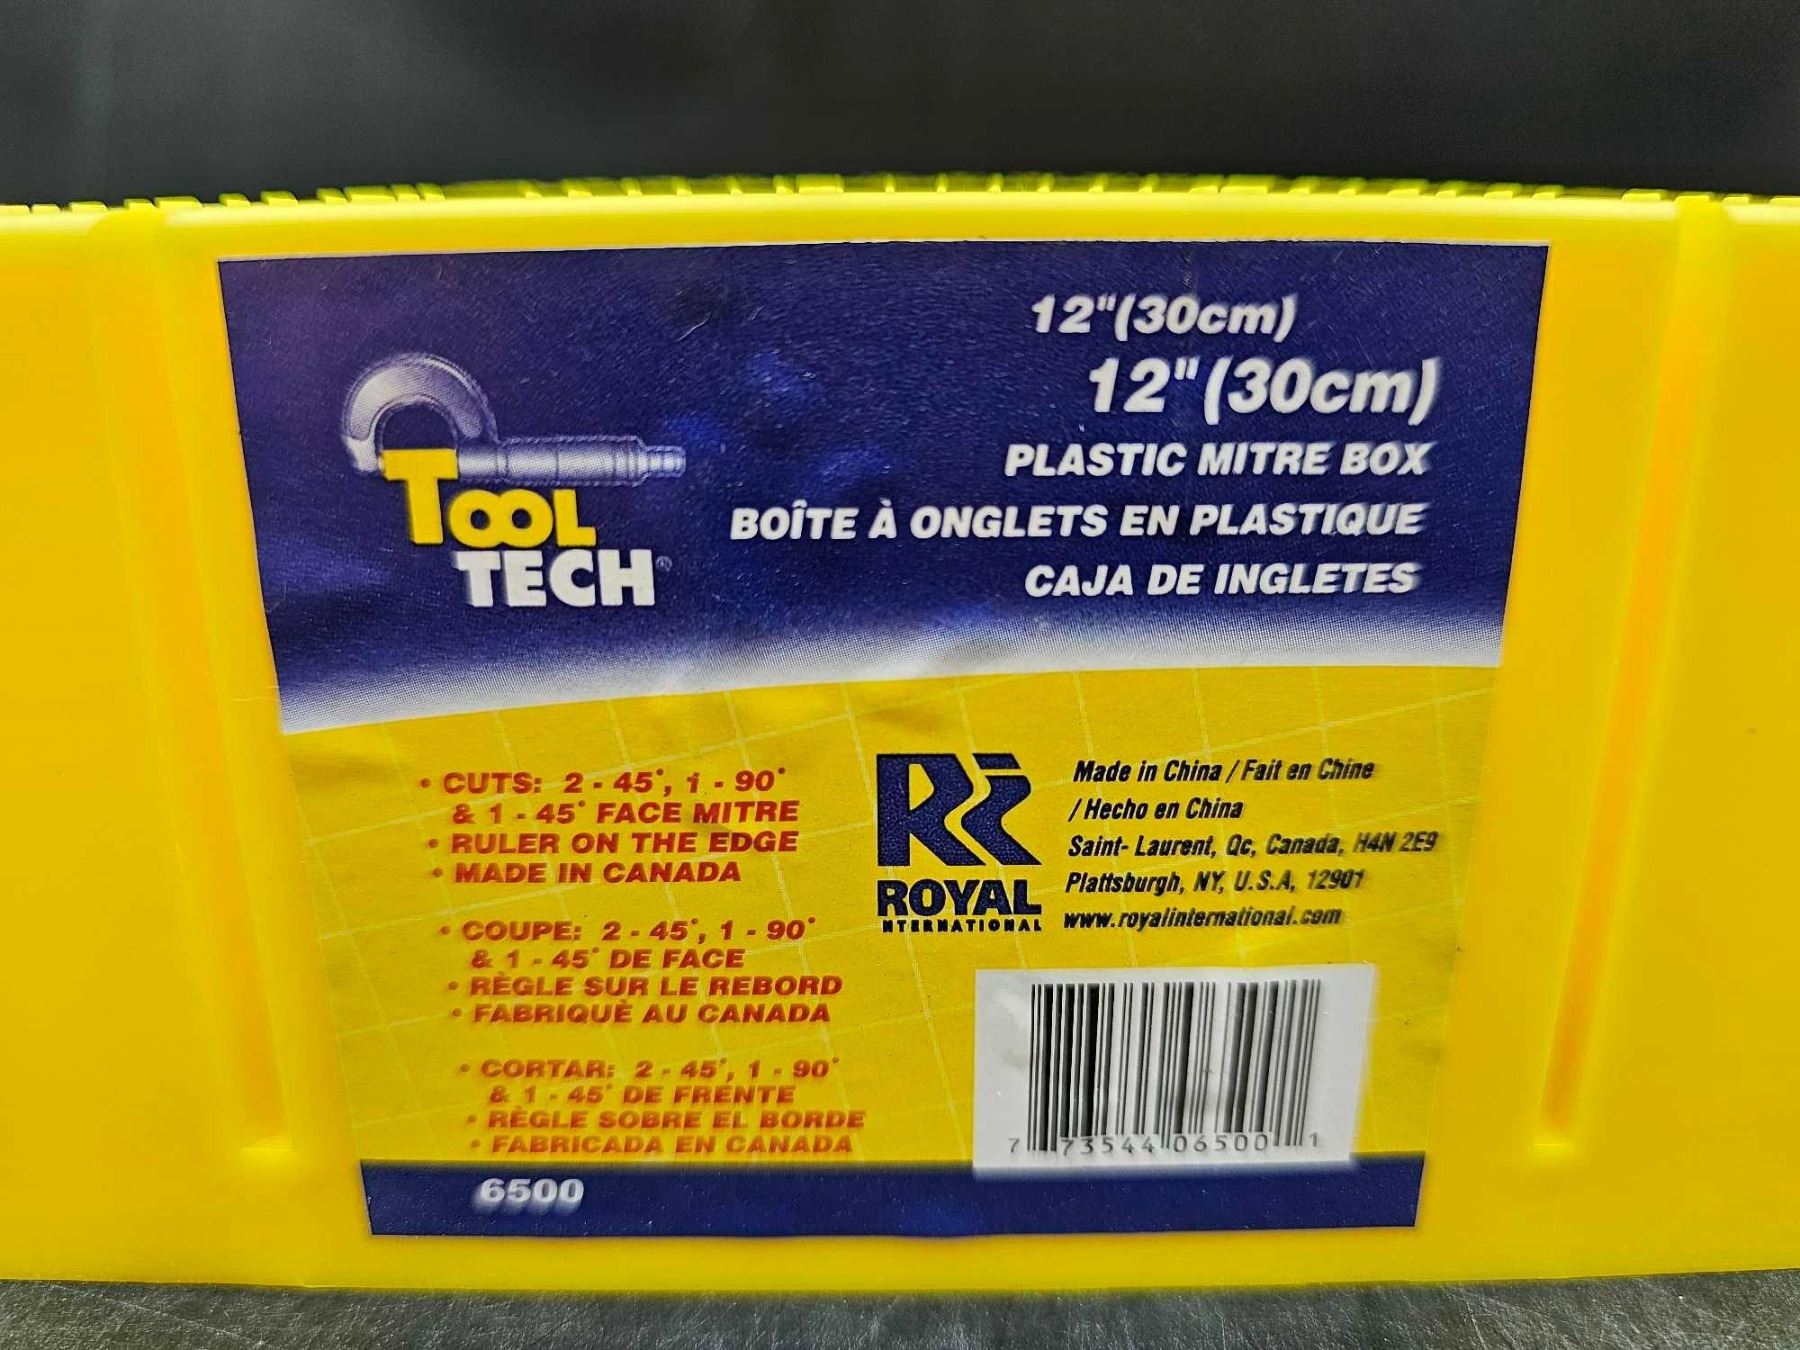 12"(30cm)
12"(30cm)
PLASTIC MITRE BOX
BOÎTE À ONGLETS EN PLASTIQUE
CAJA DE INGLETES
TOOL
TECH®
• CUTS: 2 - 45°, 1 - 90°
& 1 - 45° FACE MITRE
• RULER ON THE EDGE
• MADE IN CANADA
• COUPE: 2 - 45°, 1 - 90°
& 1 - 45° DE FACE
• RÈGLE SUR LE REBORD
• FABRIQUÈ AU CANADA
• CORTAR: 2 - 45°, 1 - 90°
& 1 - 45° DE FRENTE
• RÈGLE SOBRE EL BORDE
• FABRICADA EN CANADA
6500
Ri
ROYAL
INTERNATIONAL
Made in China / Fait en Chine
/ Hecho en China
Saint- Laurent, Qc, Canada, H4N 2E9
Plattsburgh, NY, U.S.A, 12901
www.royalinternational.com
7 73544 06500 1